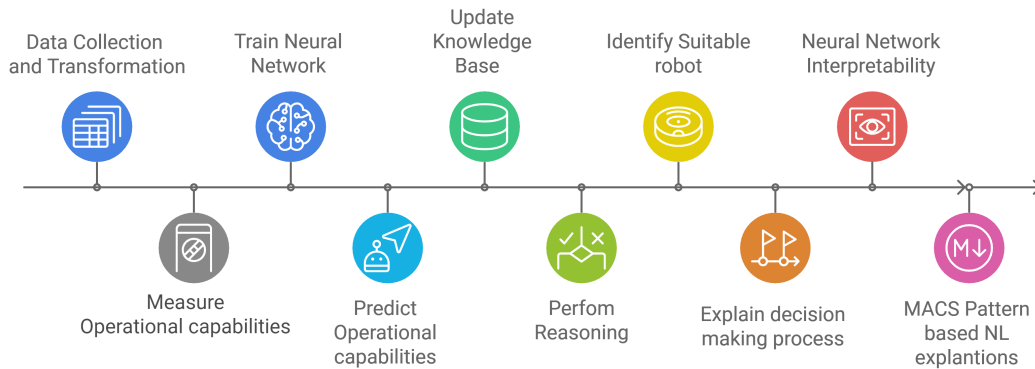 Data Collection
and Transformation
Measure
Operational capabilities
Train Neural
Network
Predict
Operational
capabilities
Update
Knowledge
Base
Perfom
Reasoning
Identify Suitable
robot
Explain decision
making process
Neural Network
Interpretability
M
MACS Pattern
based NL
explantions